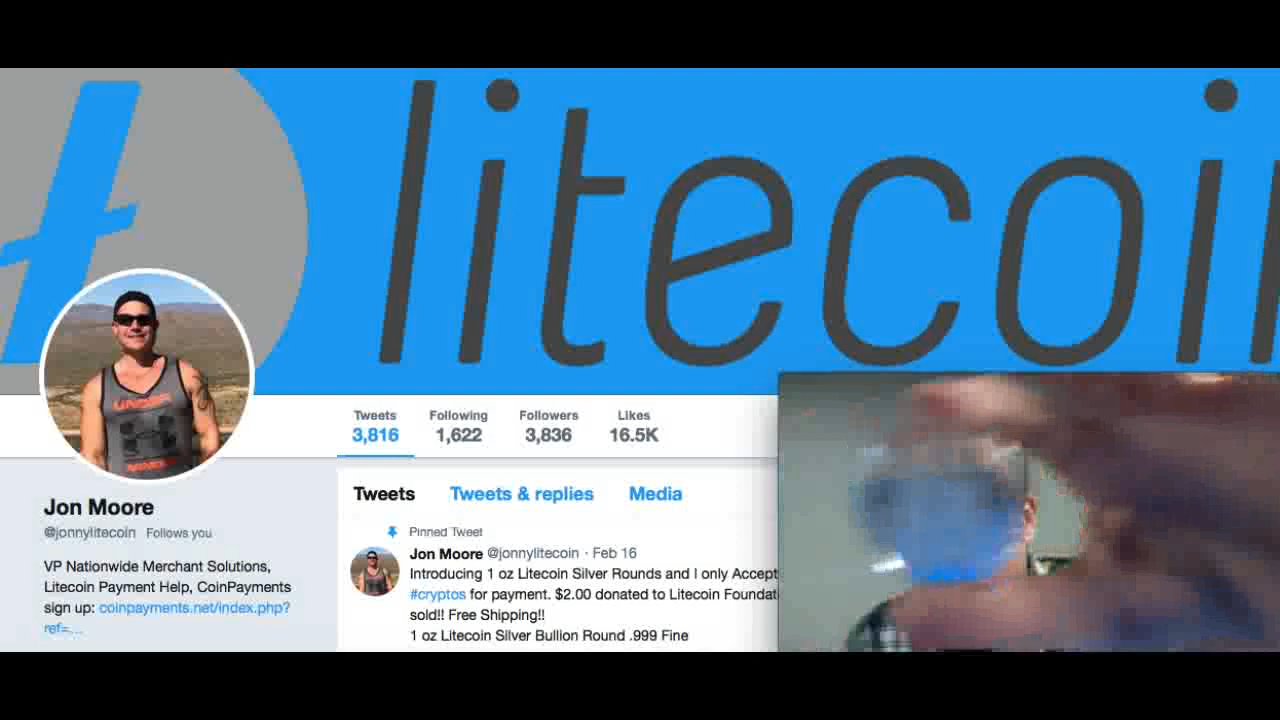 litecoi
Tweets Following Followers Likes
3,816 1,622 3,836 16.5K
Jon Moore
@jonnylitecoin Follows you
VP Nationwide Merchant Solutions,
Litecoin Payment Help, CoinPayments
sign up: coinpayments.net/index.php?
ref=...
Tweets Tweets & replies Media
Pinned Tweet
Jon Moore @jonnylitecoin · Feb 16
Introducing 1 oz Litecoin Silver Rounds and I only Accept
#cryptos for payment. $2.00 donated to Litecoin Foundat
sold!! Free Shipping!!
1 oz Litecoin Silver Bullion Round .999 Fine
UNDER